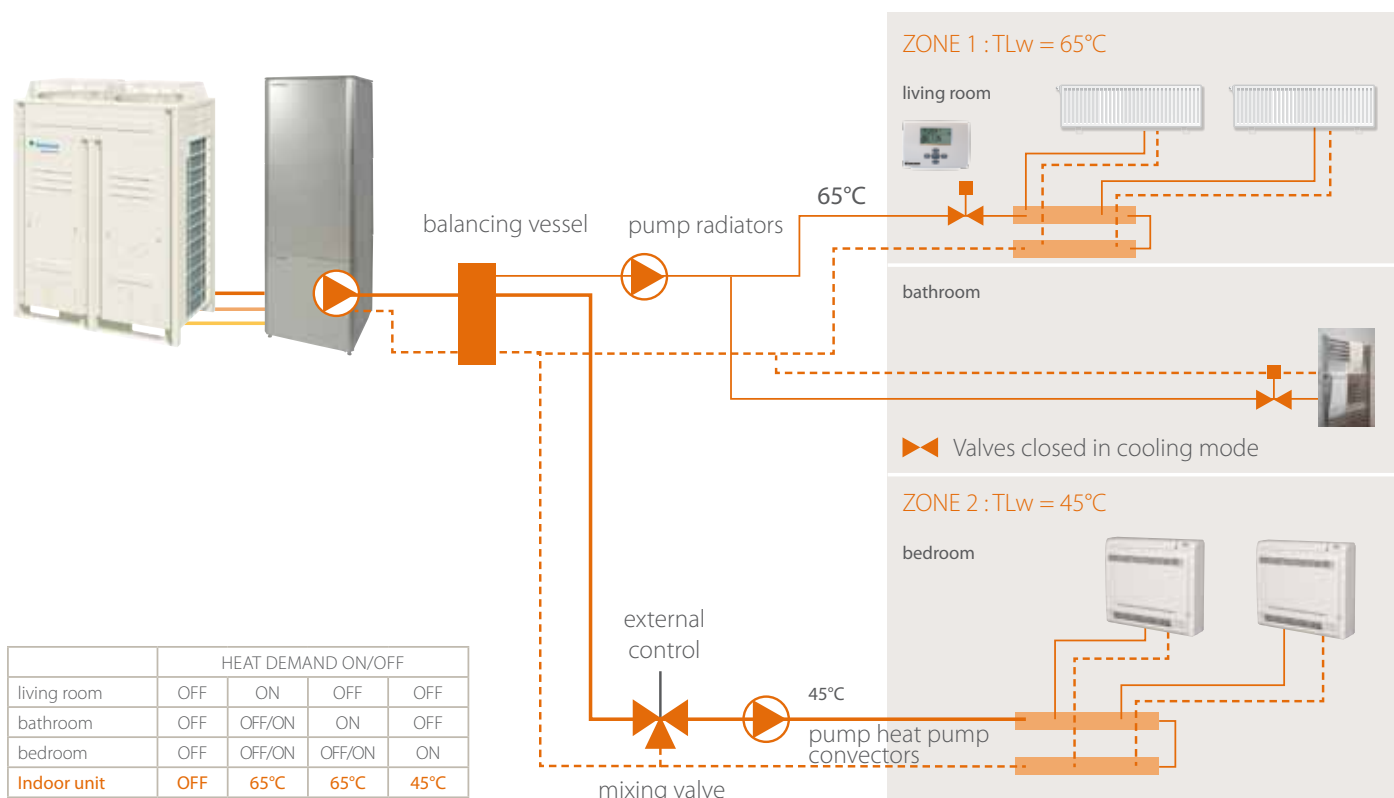 ZONE 1 : TLw = 65°C
living room
65°C
balancing vessel
pump radiators
bathroom
Valves closed in cooling mode
ZONE 2 : TLw = 45°C
bedroom
external
control
45°C
pump heat pump
convectors
mixing valve
HEAT DEMAND ON/OFF
living room OFF ON OFF OFF
bathroom OFF OFF/ON ON OFF
bedroom OFF OFF/ON OFF/ON ON
Indoor unit OFF 65°C 65°C 45°C